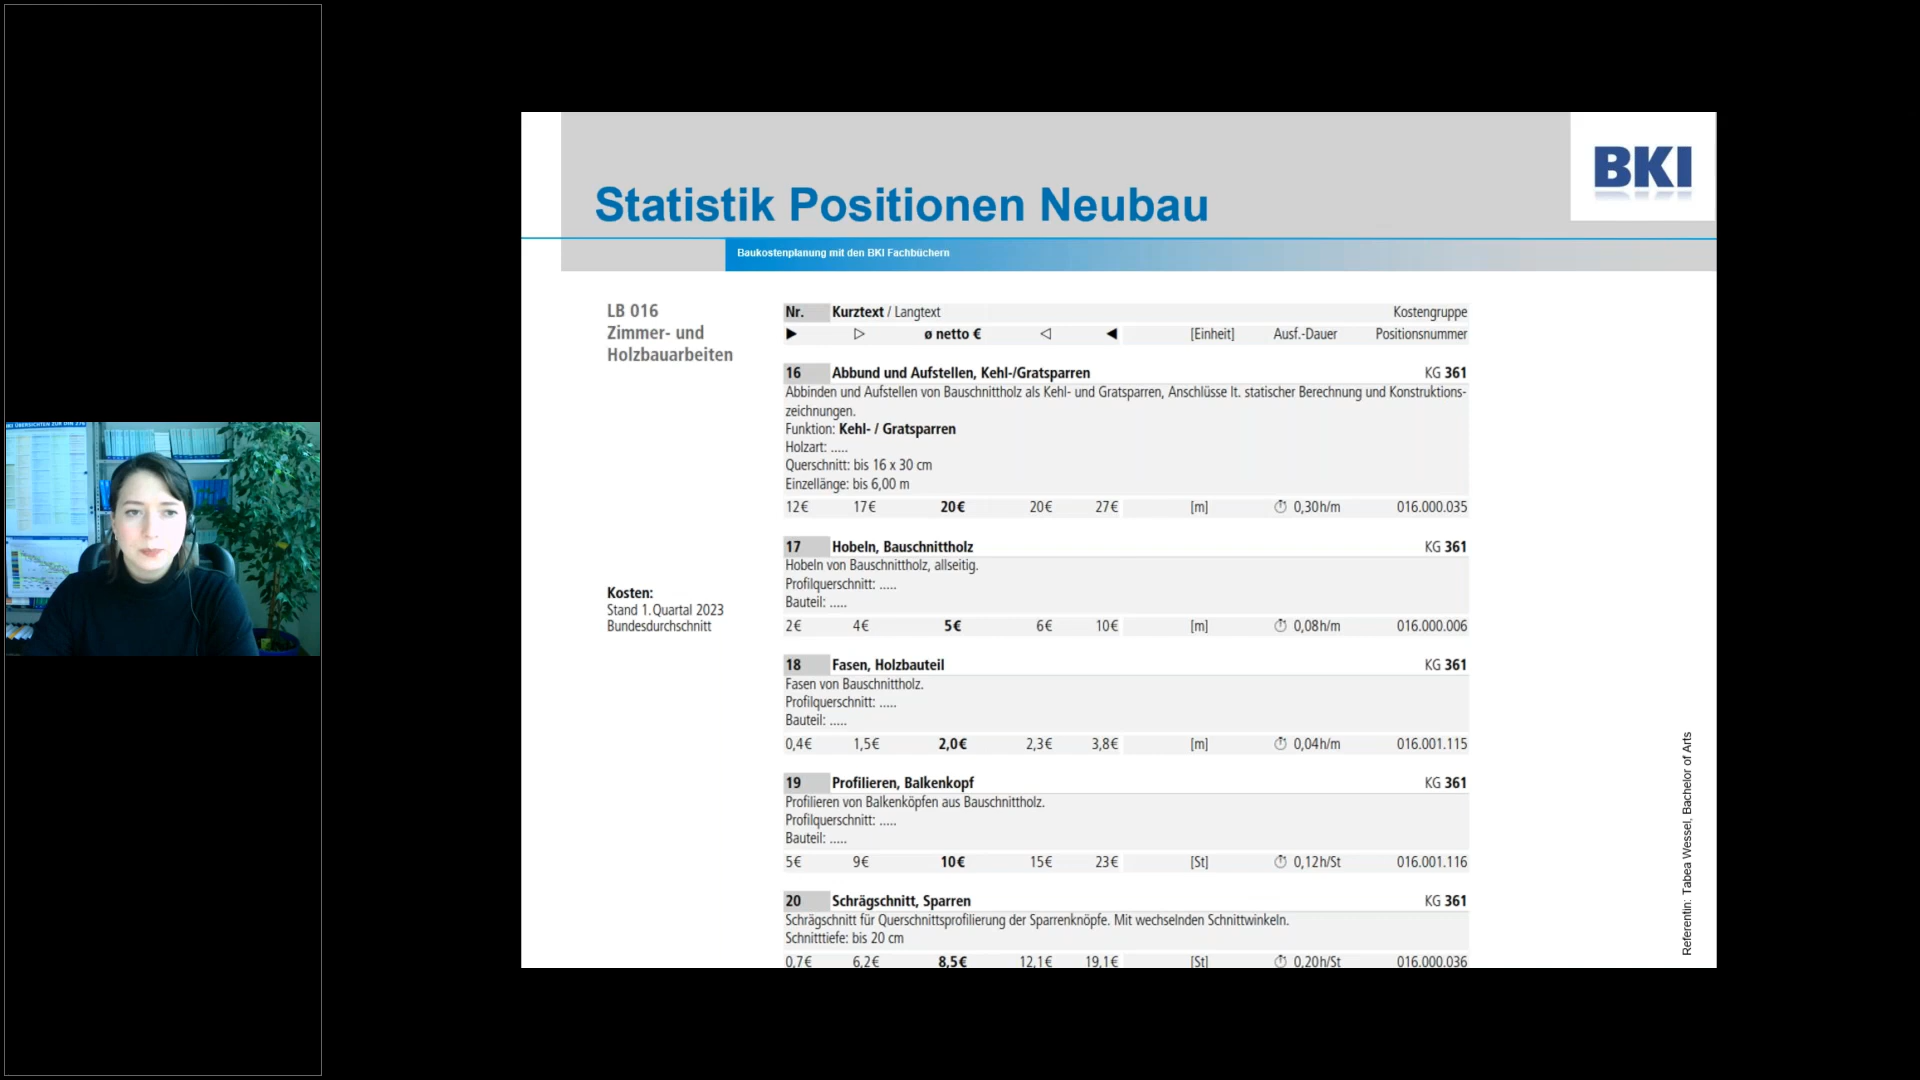 BKI ÜBERSICHTEN ZUR DIN 276
BKI
Statistik Positionen Neubau
Baukostenplanung mit den BKI Fachbüchern
LB 016
Zimmer- und
Holzbauarbeiten
Kosten:
Stand 1.Quartal 2023
Bundesdurchschnitt
Nr. Kurztext / Langtext Kostengruppe
▶ ▷ ø netto € ◁ ◀ [Einheit] Ausf.-Dauer Positionsnummer
16 Abbund und Aufstellen, Kehl-/Gratsparren KG 361
Abbinden und Aufstellen von Bauschnittholz als Kehl- und Gratsparren, Anschlüsse lt. statischer Berechnung und Konstruktions-
zeichnungen.
Funktion: Kehl- / Gratsparren
Holzart: .....
Querschnitt: bis 16 x 30 cm
Einzellänge: bis 6,00 m
12€ 17€ 20€ 20€ 27€ [m] 0,30h/m 016.000.035
17 Hobeln, Bauschnittholz KG 361
Hobeln von Bauschnittholz, allseitig.
Profilquerschnitt: .....
Bauteil: .....
2€ 4€ 5€ 6€ 10€ [m] 0,08h/m 016.000.006
18 Fasen, Holzbauteil KG 361
Fasen von Bauschnittholz.
Profilquerschnitt: .....
Bauteil: .....
0,4€ 1,5€ 2,0€ 2,3€ 3,8€ [m] 0,04h/m 016.001.115
19 Profilieren, Balkenkopf KG 361
Profilieren von Balkenköpfen aus Bauschnittholz.
Profilquerschnitt: .....
Bauteil: .....
5€ 9€ 10€ 15€ 23€ [St] 0,12h/St 016.001.116
20 Schrägschnitt, Sparren KG 361
Schrägschnitt für Querschnittsprofilierung der Sparrenknöpfe. Mit wechselnden Schnittwinkeln.
Schnitttiefe: bis 20 cm
0,7€ 6,2€ 8,5€ 12,1€ 19,1€ [St] 0,20h/St 016.000.036
Referentin: Tabea Wessel, Bachelor of Arts